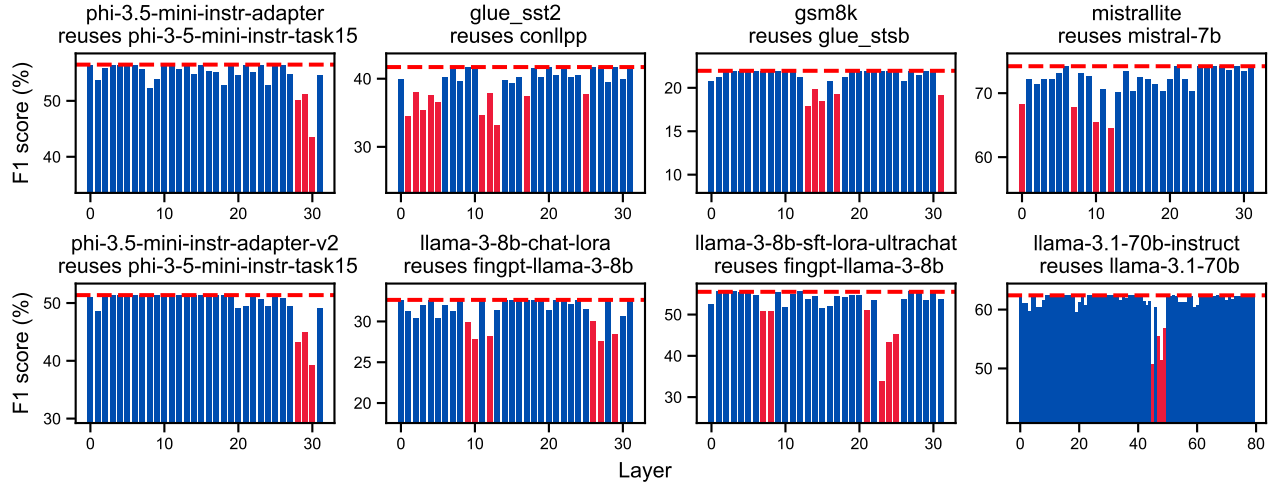 phi-3.5-mini-instr-adapter
reuses phi-3-5-mini-instr-task15
glue_sst2
reuses conllpp
gsm8k
reuses glue_stsb
mistrallite
reuses mistral-7b
F1 score (%)
50
40
0 10 20 30
40
30
0 10 20 30
20
15
10
0 10 20 30
70
60
0 10 20 30
phi-3.5-mini-instr-adapter-v2
reuses phi-3-5-mini-instr-task15
llama-3-8b-chat-lora
reuses fingpt-llama-3-8b
llama-3-8b-sft-lora-ultrachat
reuses fingpt-llama-3-8b
llama-3.1-70b-instruct
reuses llama-3.1-70b
F1 score (%)
50
40
30
0 10 20 30
30
25
20
0 10 20 30
50
40
30
0 10 20 30
60
50
0 20 40 60 80
Layer